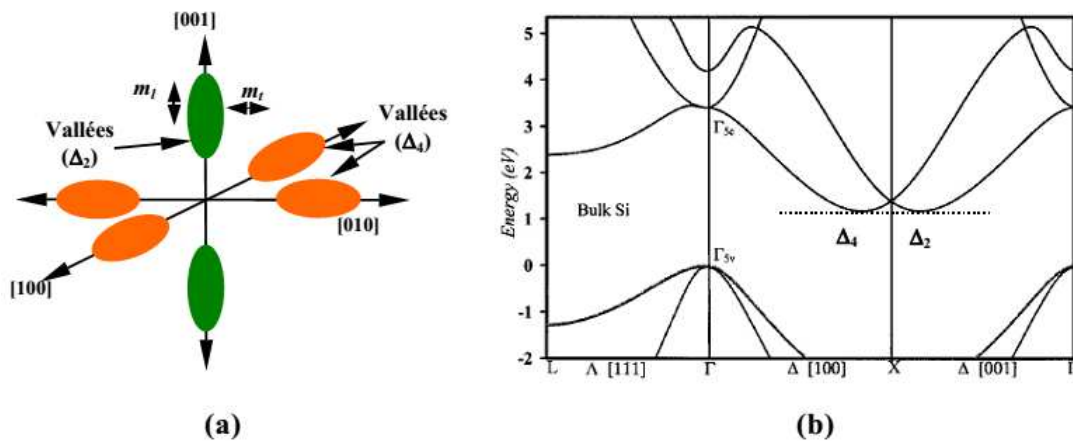 [001]
m_l
m_t
Vallées
(Δ2)
Vallées
(Δ4)
[010]
[100]
(a)
5
4
3
2
1
0
-1
-2
Energy (eV)
Γ5c
Bulk Si
Δ4
Δ2
Γ5v
L Λ [111] Γ Δ [100] X Δ [001] Γ
(b)